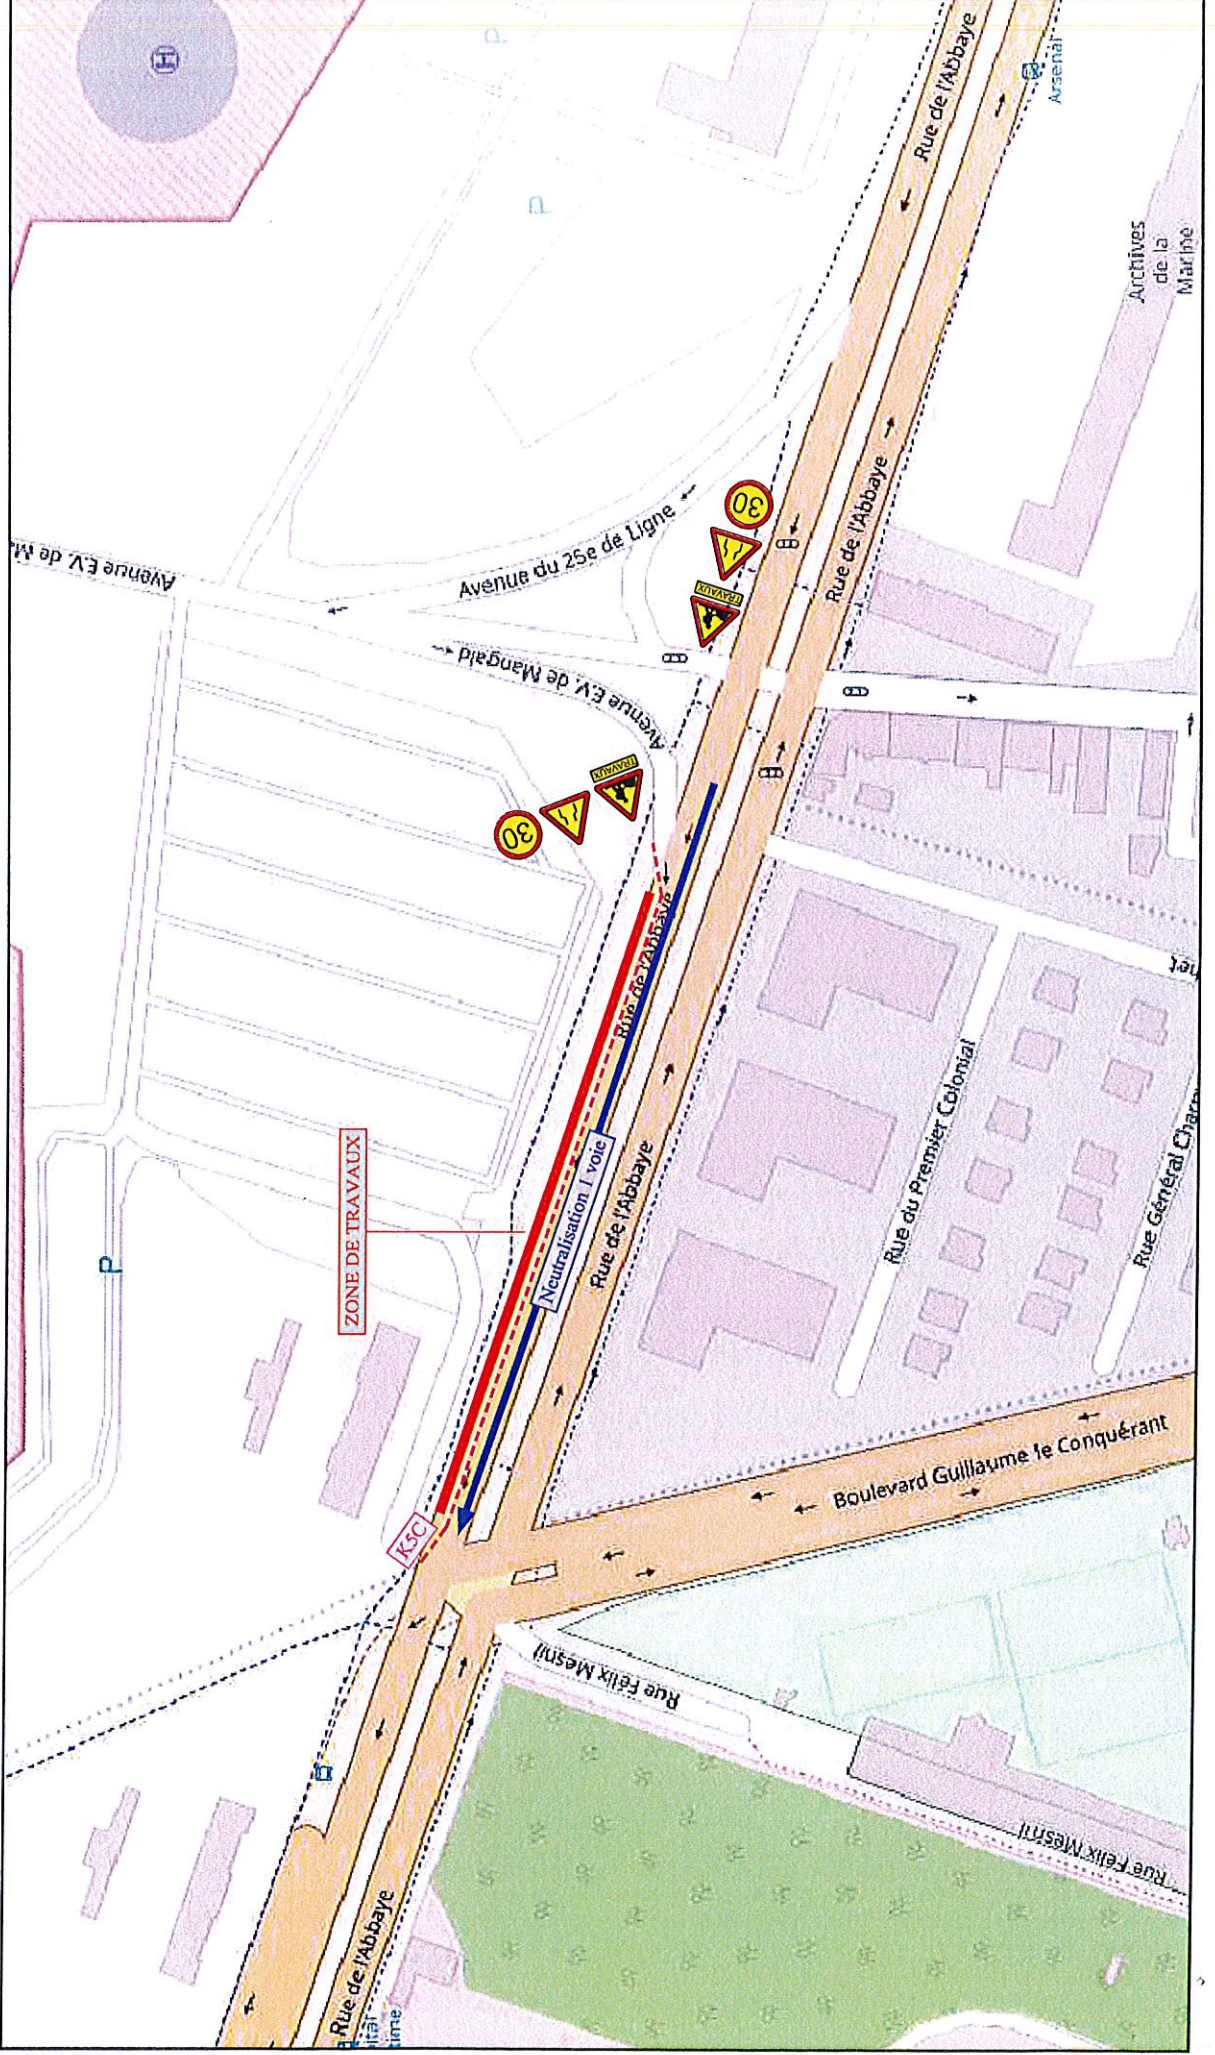 H
P
P
Rue de l'Abbaye
Arsenal
Archives
de la
Marine
Avenue E.V. de
Avenue du 25e de Ligne
30
TRAVAUX
Rue de l'Abbaye
Avenue E.V. de Mangald
TRAVAUX
30
Rue de l'Abbaye
ZONE DE TRAVAUX
P
Neutralisation 1 voie
Rue de l'Abbaye
Rue du Premier Colonial
Rue Général
K5C
Boulevard Guillaume le Conquérant
Rue Félix Mesnil
Rue Félix Mesnil
Rue de l'Abbaye